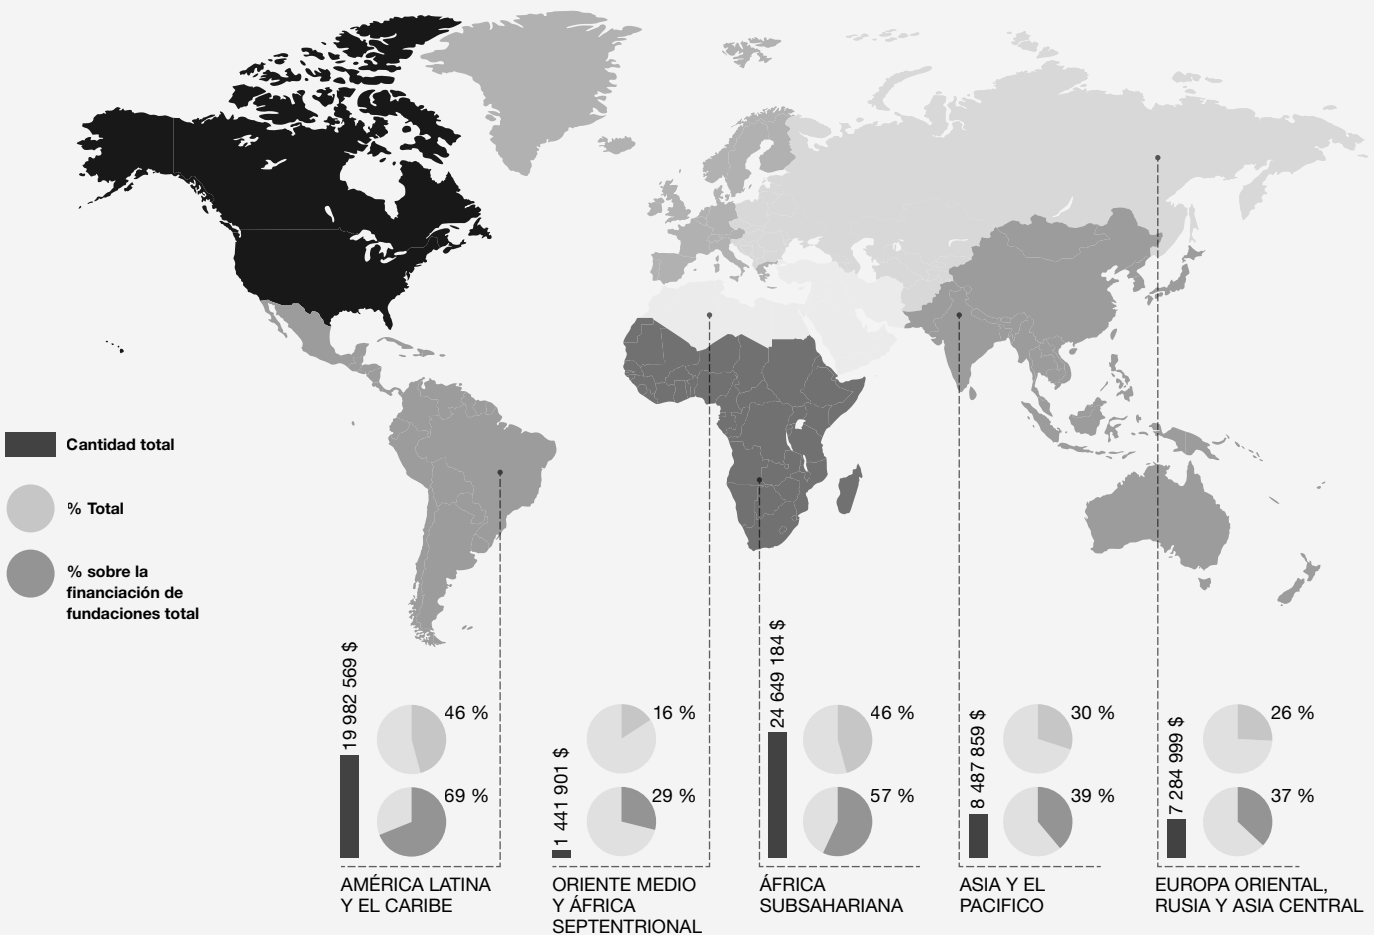 Cantidad total
% Total
% sobre la
financiación de
fundaciones total
19 982 569 $
46 %
69 %
AMÉRICA LATINA
Y EL CARIBE
1 441 901 $
16 %
29 %
ORIENTE MEDIO
Y ÁFRICA
SEPTENTRIONAL
24 649 184 $
46 %
57 %
ÁFRICA
SUBSAHARIANA
8 487 859 $
30 %
39 %
ASIA Y EL
PACIFICO
7 284 999 $
26 %
37 %
EUROPA ORIENTAL,
RUSIA Y ASIA CENTRAL